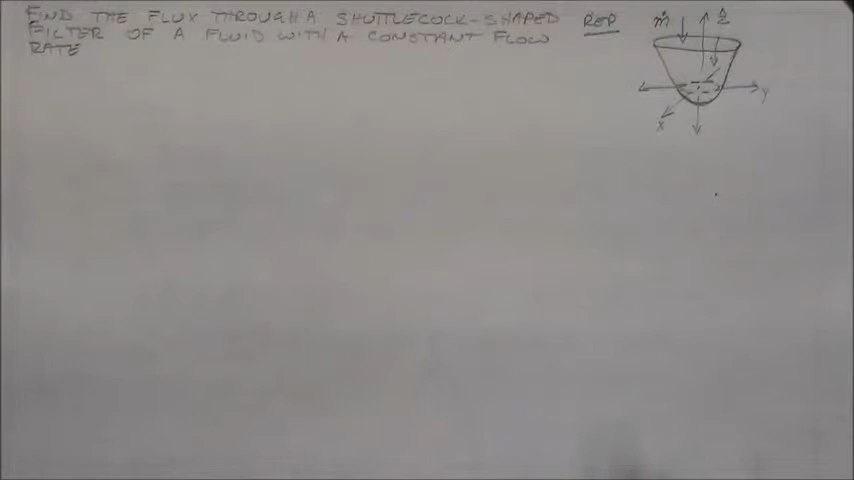 FIND THE FLUX THROUGH A SHUTTLECOCK-SHAPED
FILTER OF A FLUID WITH A CONSTANT FLOW
RATE
REP
ṁ
ẑ
y
x